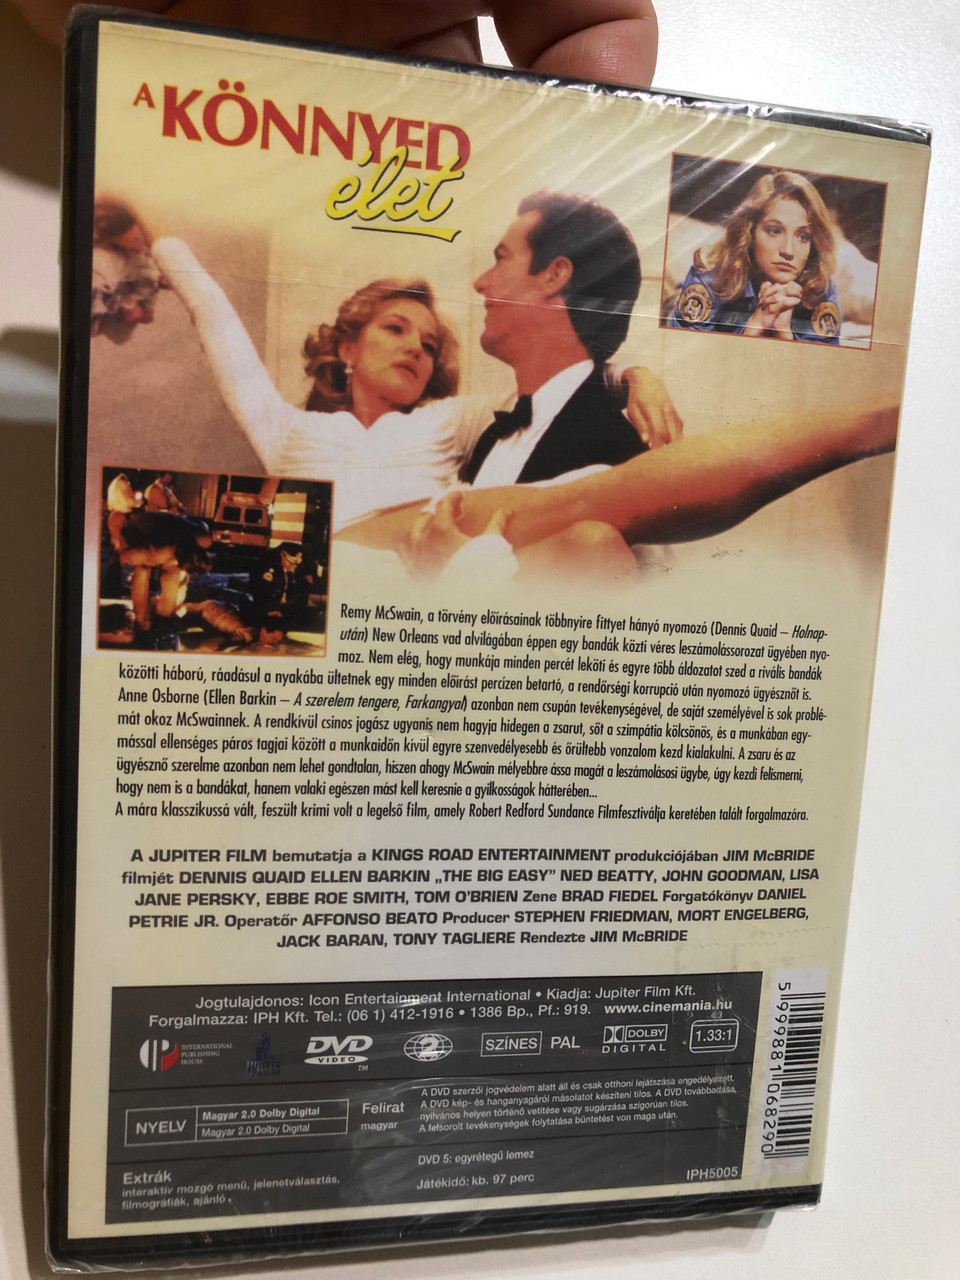 A KÖNNYED
élet
Remy McSwain, a törvény előírásainak többnyire fittyet hányó nyomozó (Dennis Quaid – Holnap-
után) New Orleans vad alvilágában éppen egy bandák közti véres leszámolássorozat ügyében nyo-
moz. Nem elég, hogy munkája minden percét leköti és egyre több áldozatot szed a rivális bandák
közötti háború, ráadásul a nyakába ültetnek egy minden előírást percízen betartó, a rendőrségi korrupció után nyomozó ügyésznőt is.
Anne Osborne (Ellen Barkin – A szerelem tengere, Farkangyal) azonban nem csupán tevékenységével, de saját személyével is sok problé-
mát okoz McSwainnek. A rendkívül csinos jogász ugyanis nem hagyja hidegen a zsarut, sőt a szimpátia kölcsönös, és a munkában egy-
mással ellenséges páros tagjai között a munkaidőn kívül egyre szenvedélyesebb és őrültebb vonzalom kezd kialakulni. A zsaru és az
ügyésznő szerelme azonban nem lehet gondtalan, hiszen ahogy McSwain mélyebbre ássa magát a leszámolásosi ügybe, úgy kezdi felismerni,
hogy nem is a bandákat, hanem valaki egészen mást kell keresnie a gyilkosságok hátterében...
A mára klasszikussá vált, feszült krimi volt a legelső film, amely Robert Redford Sundance Filmfesztiválja keretében talált forgalmazóra.
A JUPITER FILM bemutatja a KINGS ROAD ENTERTAINMENT produkciójában JIM McBRIDE
filmjét DENNIS QUAID ELLEN BARKIN „THE BIG EASY” NED BEATTY, JOHN GOODMAN, LISA
JANE PERSKY, EBBE ROE SMITH, TOM O'BRIEN Zene BRAD FIEDEL Forgatókönyv DANIEL
PETRIE JR. Operatőr AFFONSO BEATO Producer STEPHEN FRIEDMAN, MORT ENGELBERG,
JACK BARAN, TONY TAGLIERE Rendezte JIM McBRIDE
Jogtulajdonos: Icon Entertainment International • Kiadja: Jupiter Film Kft.
Forgalmazza: IPH Kft. Tel.: (06 1) 412-1916 • 1386 Bp., Pf.: 919. www.cinemania.hu
INTERNATIONAL
PUBLISHING
HOUSE
DVD
VIDEO
TM
2
SZÍNES PAL
DOLBY
DIGITAL
4:3
1.33:1
NYELV
Magyar 2.0 Dolby Digital
Magyar 2.0 Dolby Digital
Felirat
magyar
A DVD szerzői jogvédelem alatt áll és csak otthoni lejátszása engedélyezett.
A DVD kép- és hanganyagáról másolatot készíteni tilos. A DVD továbbadása,
nyilvános helyen történő vetítése vagy sugárzása szigorúan tilos.
A felsorolt tevékenységek folytatása büntetést von maga után.
Extrák
interaktív mozgó menü, jelenetválasztás,
filmográfiák, ajánló
DVD 5: egyrétegű lemez
Játékidő: kb. 97 perc
IPH5005
5 999881 068290